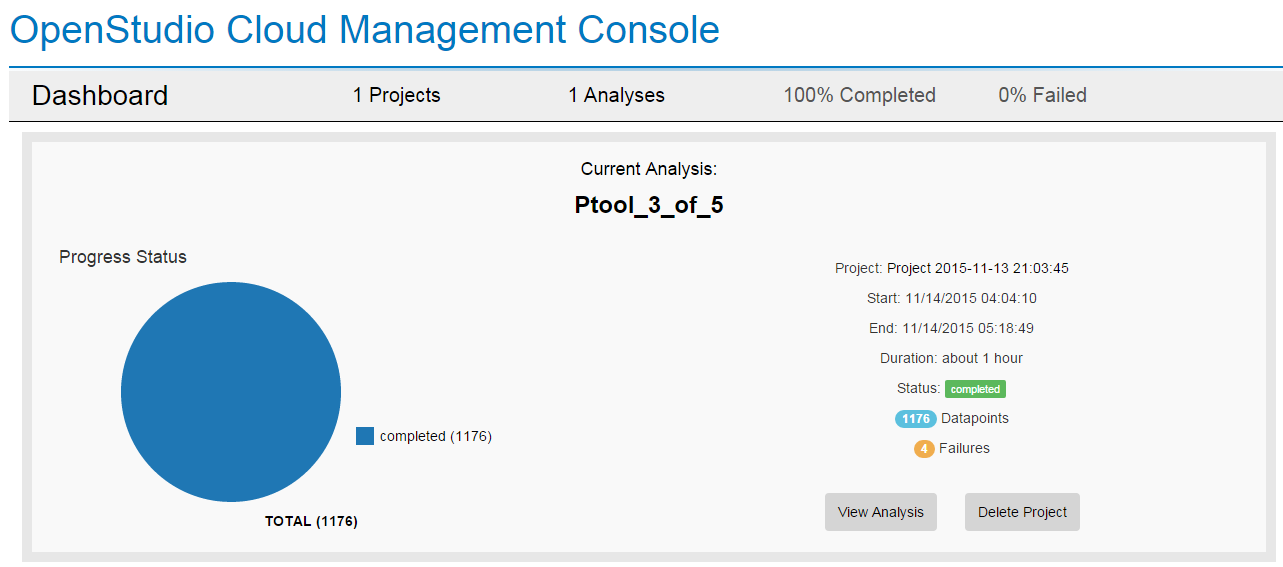 OpenStudio Cloud Management Console
Dashboard 1 Projects 1 Analyses 100% Completed 0% Failed
Current Analysis:
Ptool_3_of_5
Progress Status
completed (1176)
TOTAL (1176)
Project: Project 2015-11-13 21:03:45
Start: 11/14/2015 04:04:10
End: 11/14/2015 05:18:49
Duration: about 1 hour
Status: completed
1176 Datapoints
4 Failures
View Analysis Delete Project